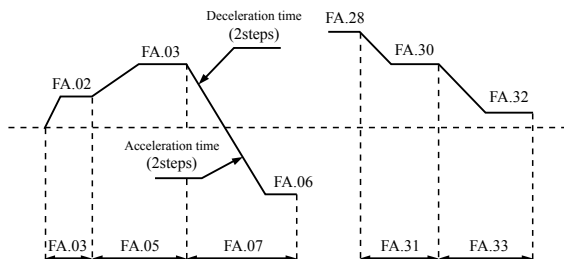 Deceleration time
(2steps)
FA.28
FA.03
FA.30
FA.02
FA.32
Acceleration time
(2steps)
FA.06
FA.03
FA.05
FA.07
FA.31
FA.33